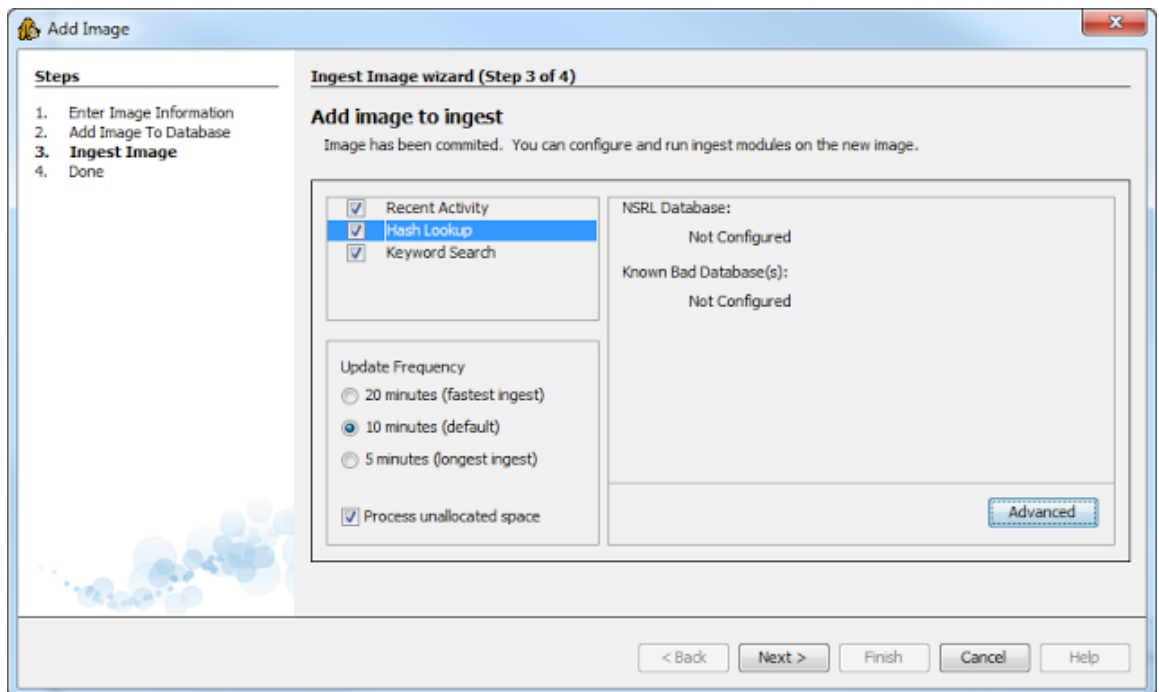 Add Image
Steps
1. Enter Image Information
2. Add Image To Database
3. Ingest Image
4. Done
Ingest Image wizard (Step 3 of 4)
Add image to ingest
Image has been commited. You can configure and run ingest modules on the new image.
Recent Activity
Hash Lookup
Keyword Search
Update Frequency
20 minutes (fastest ingest)
10 minutes (default)
5 minutes (longest ingest)
Process unallocated space
NSRL Database:
Not Configured
Known Bad Database(s):
Not Configured
Advanced
< Back Next > Finish Cancel Help